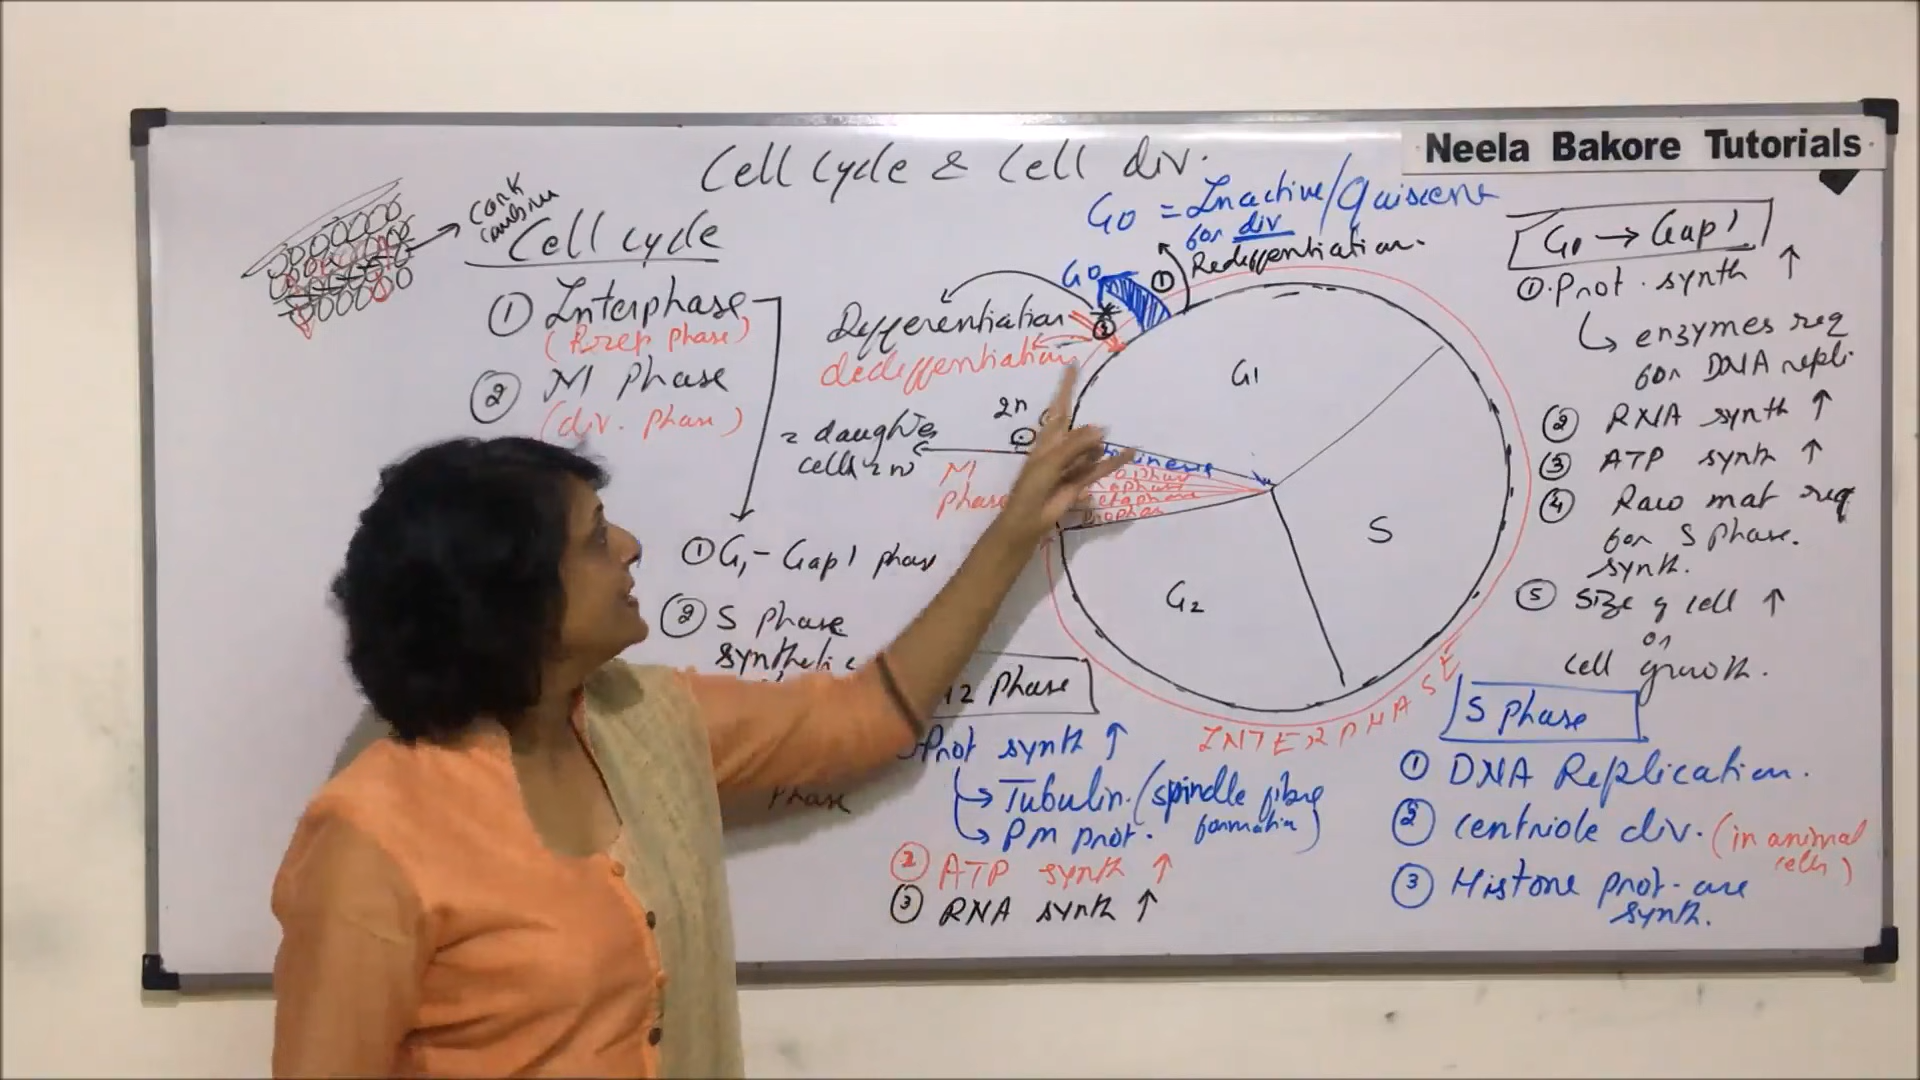 Neela Bakore Tutorials
Cell cycle & Cell div.
cork
cambium
Cell cycle
① Interphase
(Prep phase)
② M phase
(div. phase)
① G₁ - Gap 1 phase
② S phase
synthetic
phase
G0 = Inactive/Quiscent
for div
① Redifferntiation.
G0
②
Differentiation
dedifferntiation
2n
2 daughter
cells 2n
M
phase
G1
S
G2
Metaphase
Prophas
INTERPHASE
G1 → Gap 1
① Prot. synth ↑
↳ enzymes req
for DNA repli.
② RNA synth ↑
③ ATP synth ↑
④ Raw mat req
for S phase.
synth.
⑤ Size of cell ↑
or
cell growth.
S phase
① DNA Replication.
② Centriole div. (in animal
cells)
③ Histone prot. are
synth.
G2 Phase
Prot synth ↑
→ Tubulin. (spindle fibre
formation)
→ Pm prot.
② ATP synth ↑
③ RNA synth ↑